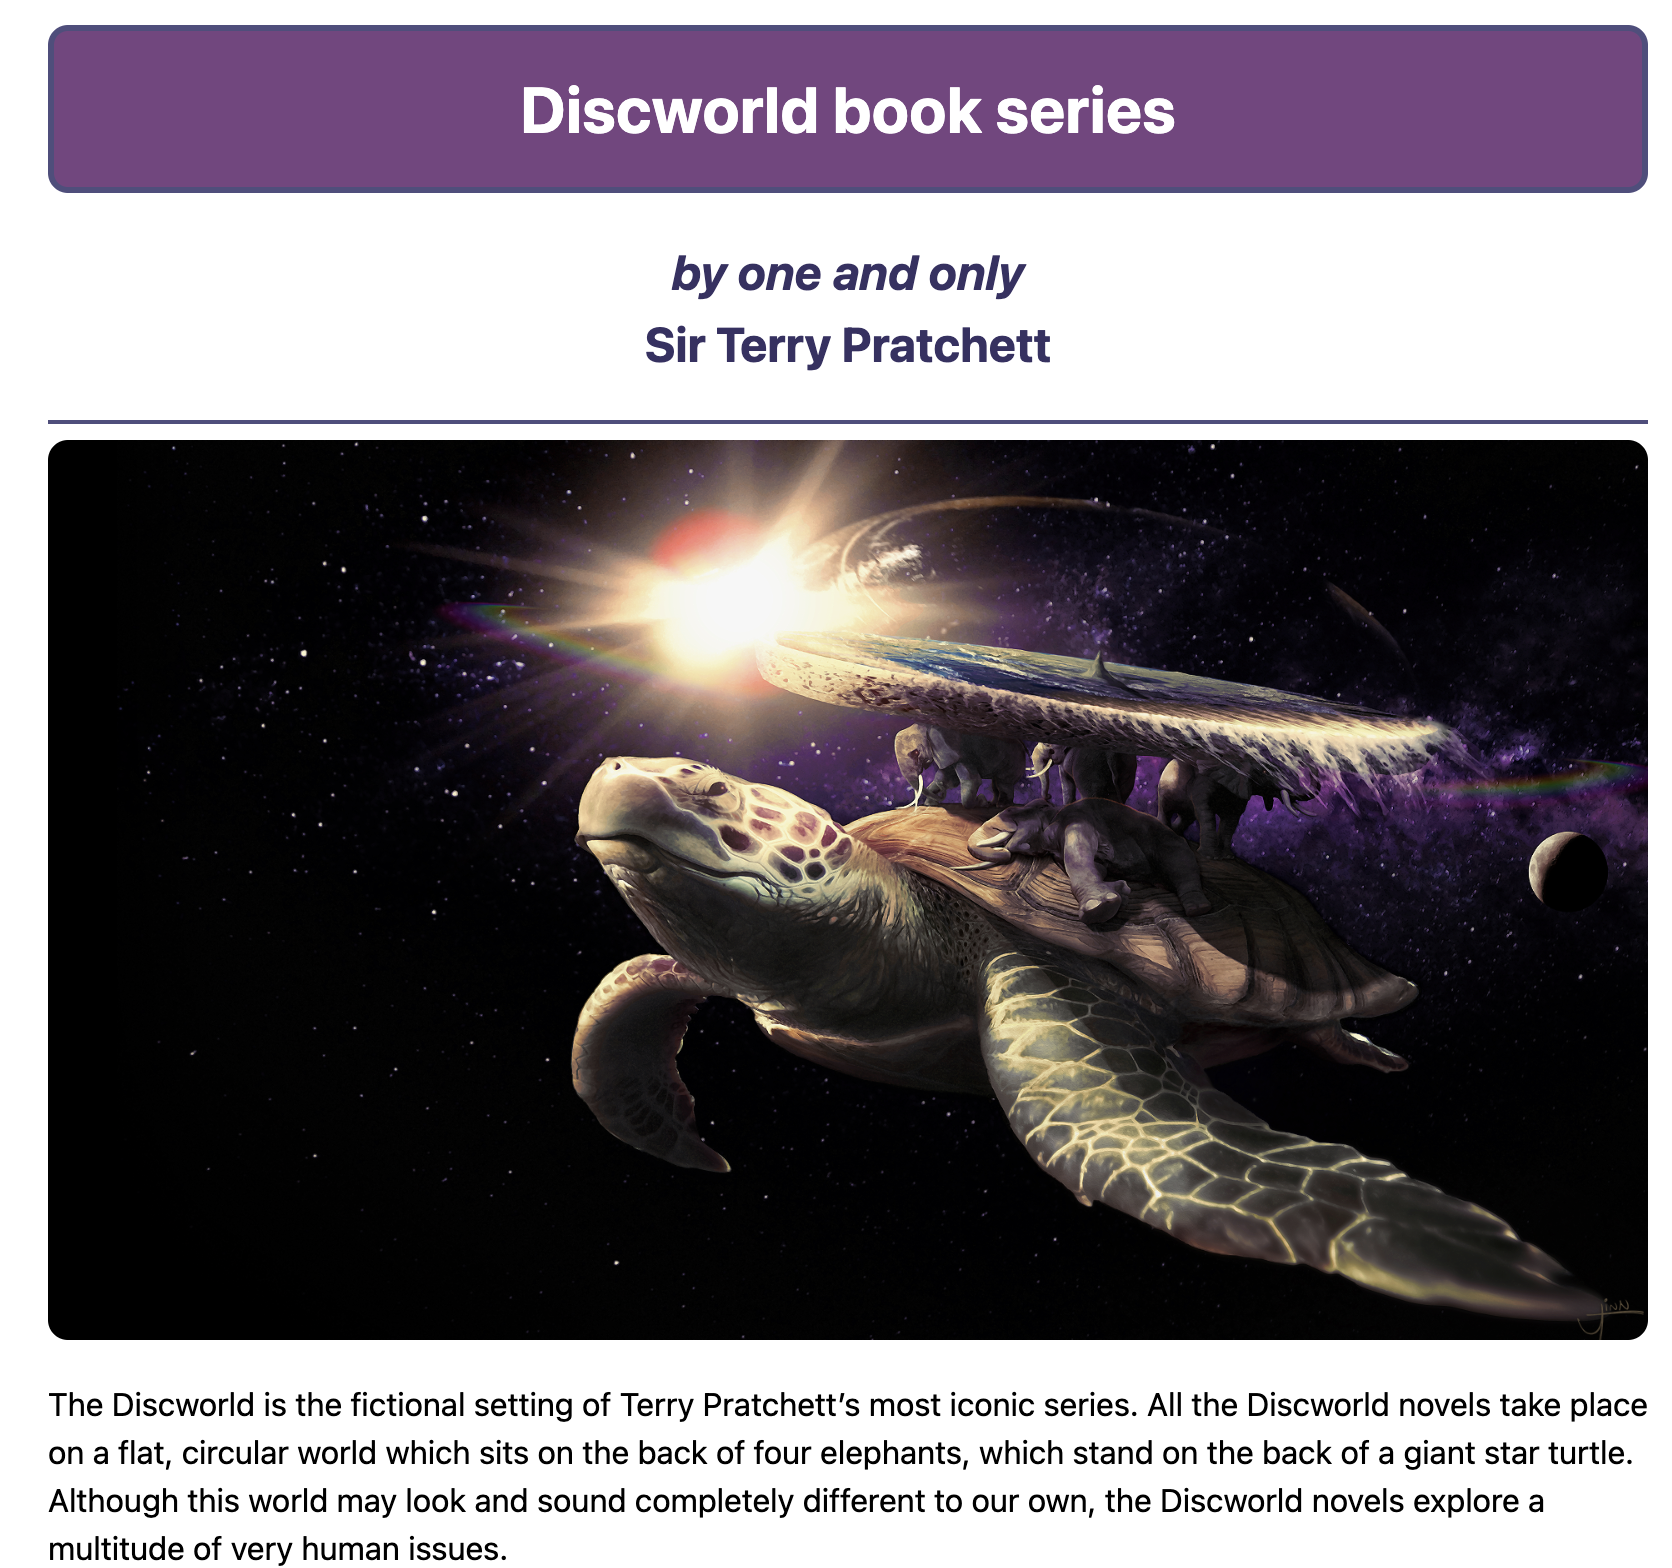 Discworld book series
by one and only
Sir Terry Pratchett
Jinn
The Discworld is the fictional setting of Terry Pratchett’s most iconic series. All the Discworld novels take place
on a flat, circular world which sits on the back of four elephants, which stand on the back of a giant star turtle.
Although this world may look and sound completely different to our own, the Discworld novels explore a
multitude of very human issues.